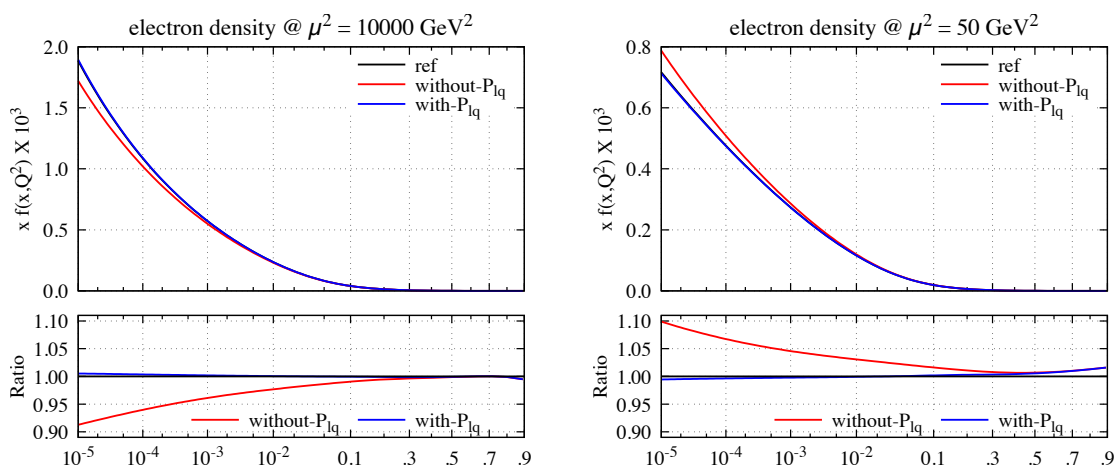 electron density @ μ² = 10000 GeV²
x f(x,Q²) X 10³
2.0
1.5
1.0
0.5
0.0
ref
without-P_lq
with-P_lq
Ratio
1.10
1.05
1.00
0.95
0.90
without-P_lq with-P_lq
10⁻⁵ 10⁻⁴ 10⁻³ 10⁻² 0.1 .3 .5 .7 .9
electron density @ μ² = 50 GeV²
x f(x,Q²) X 10³
0.8
0.6
0.4
0.2
0.0
ref
without-P_lq
with-P_lq
Ratio
1.10
1.05
1.00
0.95
0.90
without-P_lq with-P_lq
10⁻⁵ 10⁻⁴ 10⁻³ 10⁻² 0.1 .3 .5 .7 .9